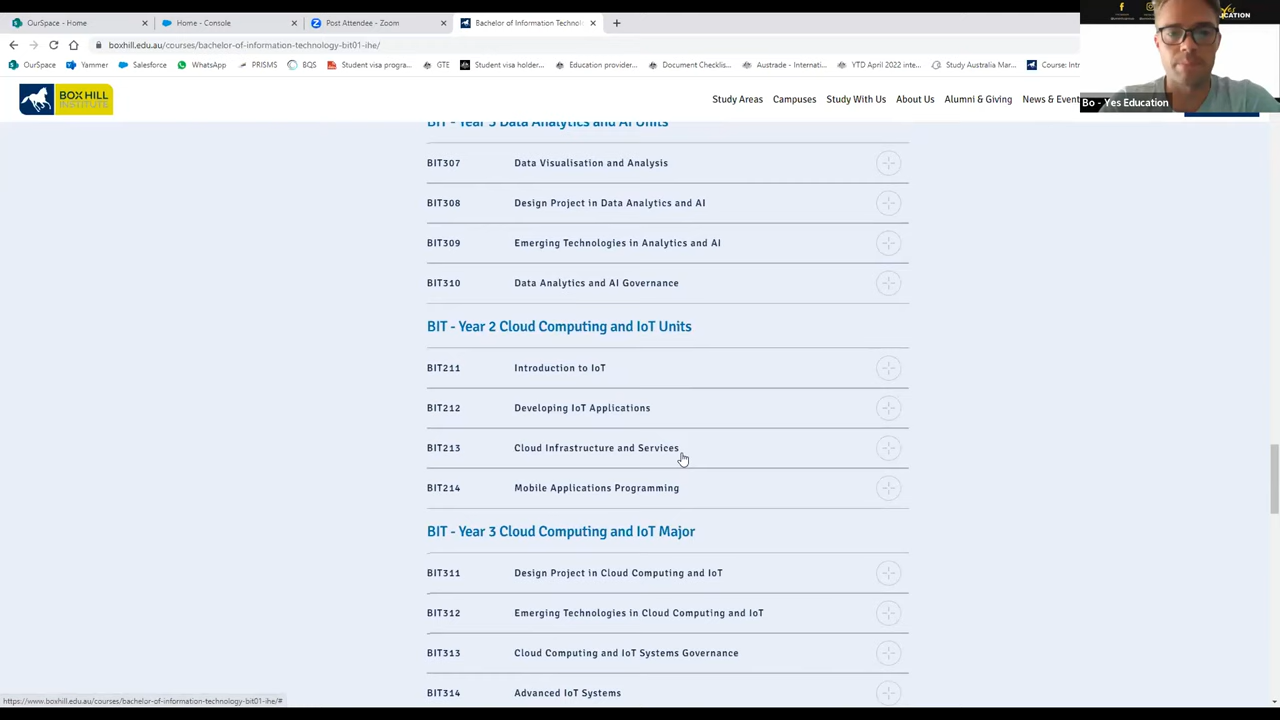 OurSpace - Home
Home - Console
Post Attendee - Zoom
Bachelor of Information Technolo
boxhill.edu.au/courses/bachelor-of-information-technology-bit01-ihe/
OurSpace
Yammer
Salesforce
WhatsApp
PRISMS
BQS
Student visa progra...
GTE
Student visa holder...
Education provider...
Document Checklis...
Austrade - Internati...
YTD April 2022 inte...
Study Australia Mar...
Course: Intr
Bo - Yes Education
BOX HILL
INSTITUTE
Study Areas
Campuses
Study With Us
About Us
Alumni & Giving
News & Event
BIT - Year 3 Data Analytics and AI Units
BIT307 Data Visualisation and Analysis
BIT308 Design Project in Data Analytics and AI
BIT309 Emerging Technologies in Analytics and AI
BIT310 Data Analytics and AI Governance
BIT - Year 2 Cloud Computing and IoT Units
BIT211 Introduction to IoT
BIT212 Developing IoT Applications
BIT213 Cloud Infrastructure and Services
BIT214 Mobile Applications Programming
BIT - Year 3 Cloud Computing and IoT Major
BIT311 Design Project in Cloud Computing and IoT
BIT312 Emerging Technologies in Cloud Computing and IoT
BIT313 Cloud Computing and IoT Systems Governance
BIT314 Advanced IoT Systems
https://www.boxhill.edu.au/courses/bachelor-of-information-technology-bit01-ihe/#